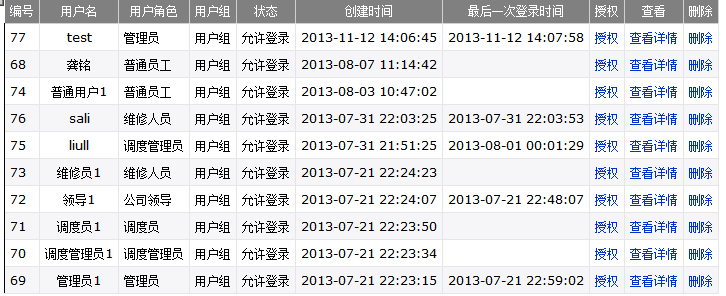 编号 用户名 用户角色 用户组 状态 创建时间 最后一次登录时间 授权 查看 删除
77 test 管理员 用户组 允许登录 2013-11-12 14:06:45 2013-11-12 14:07:58 授权 查看详情 删除
68 龚铭 普通员工 用户组 允许登录 2013-08-07 11:14:42 授权 查看详情 删除
74 普通用户1 普通员工 用户组 允许登录 2013-08-03 10:47:02 授权 查看详情 删除
76 sali 维修人员 用户组 允许登录 2013-07-31 22:03:25 2013-07-31 22:03:53 授权 查看详情 删除
75 liull 调度管理员 用户组 允许登录 2013-07-31 21:51:25 2013-08-01 00:01:29 授权 查看详情 删除
73 维修员1 维修人员 用户组 允许登录 2013-07-21 22:24:23 授权 查看详情 删除
72 领导1 公司领导 用户组 允许登录 2013-07-21 22:24:07 2013-07-21 22:48:07 授权 查看详情 删除
71 调度员1 调度员 用户组 允许登录 2013-07-21 22:23:50 授权 查看详情 删除
70 调度管理员1 调度管理员 用户组 允许登录 2013-07-21 22:23:34 授权 查看详情 删除
69 管理员1 管理员 用户组 允许登录 2013-07-21 22:23:15 2013-07-21 22:59:02 授权 查看详情 删除